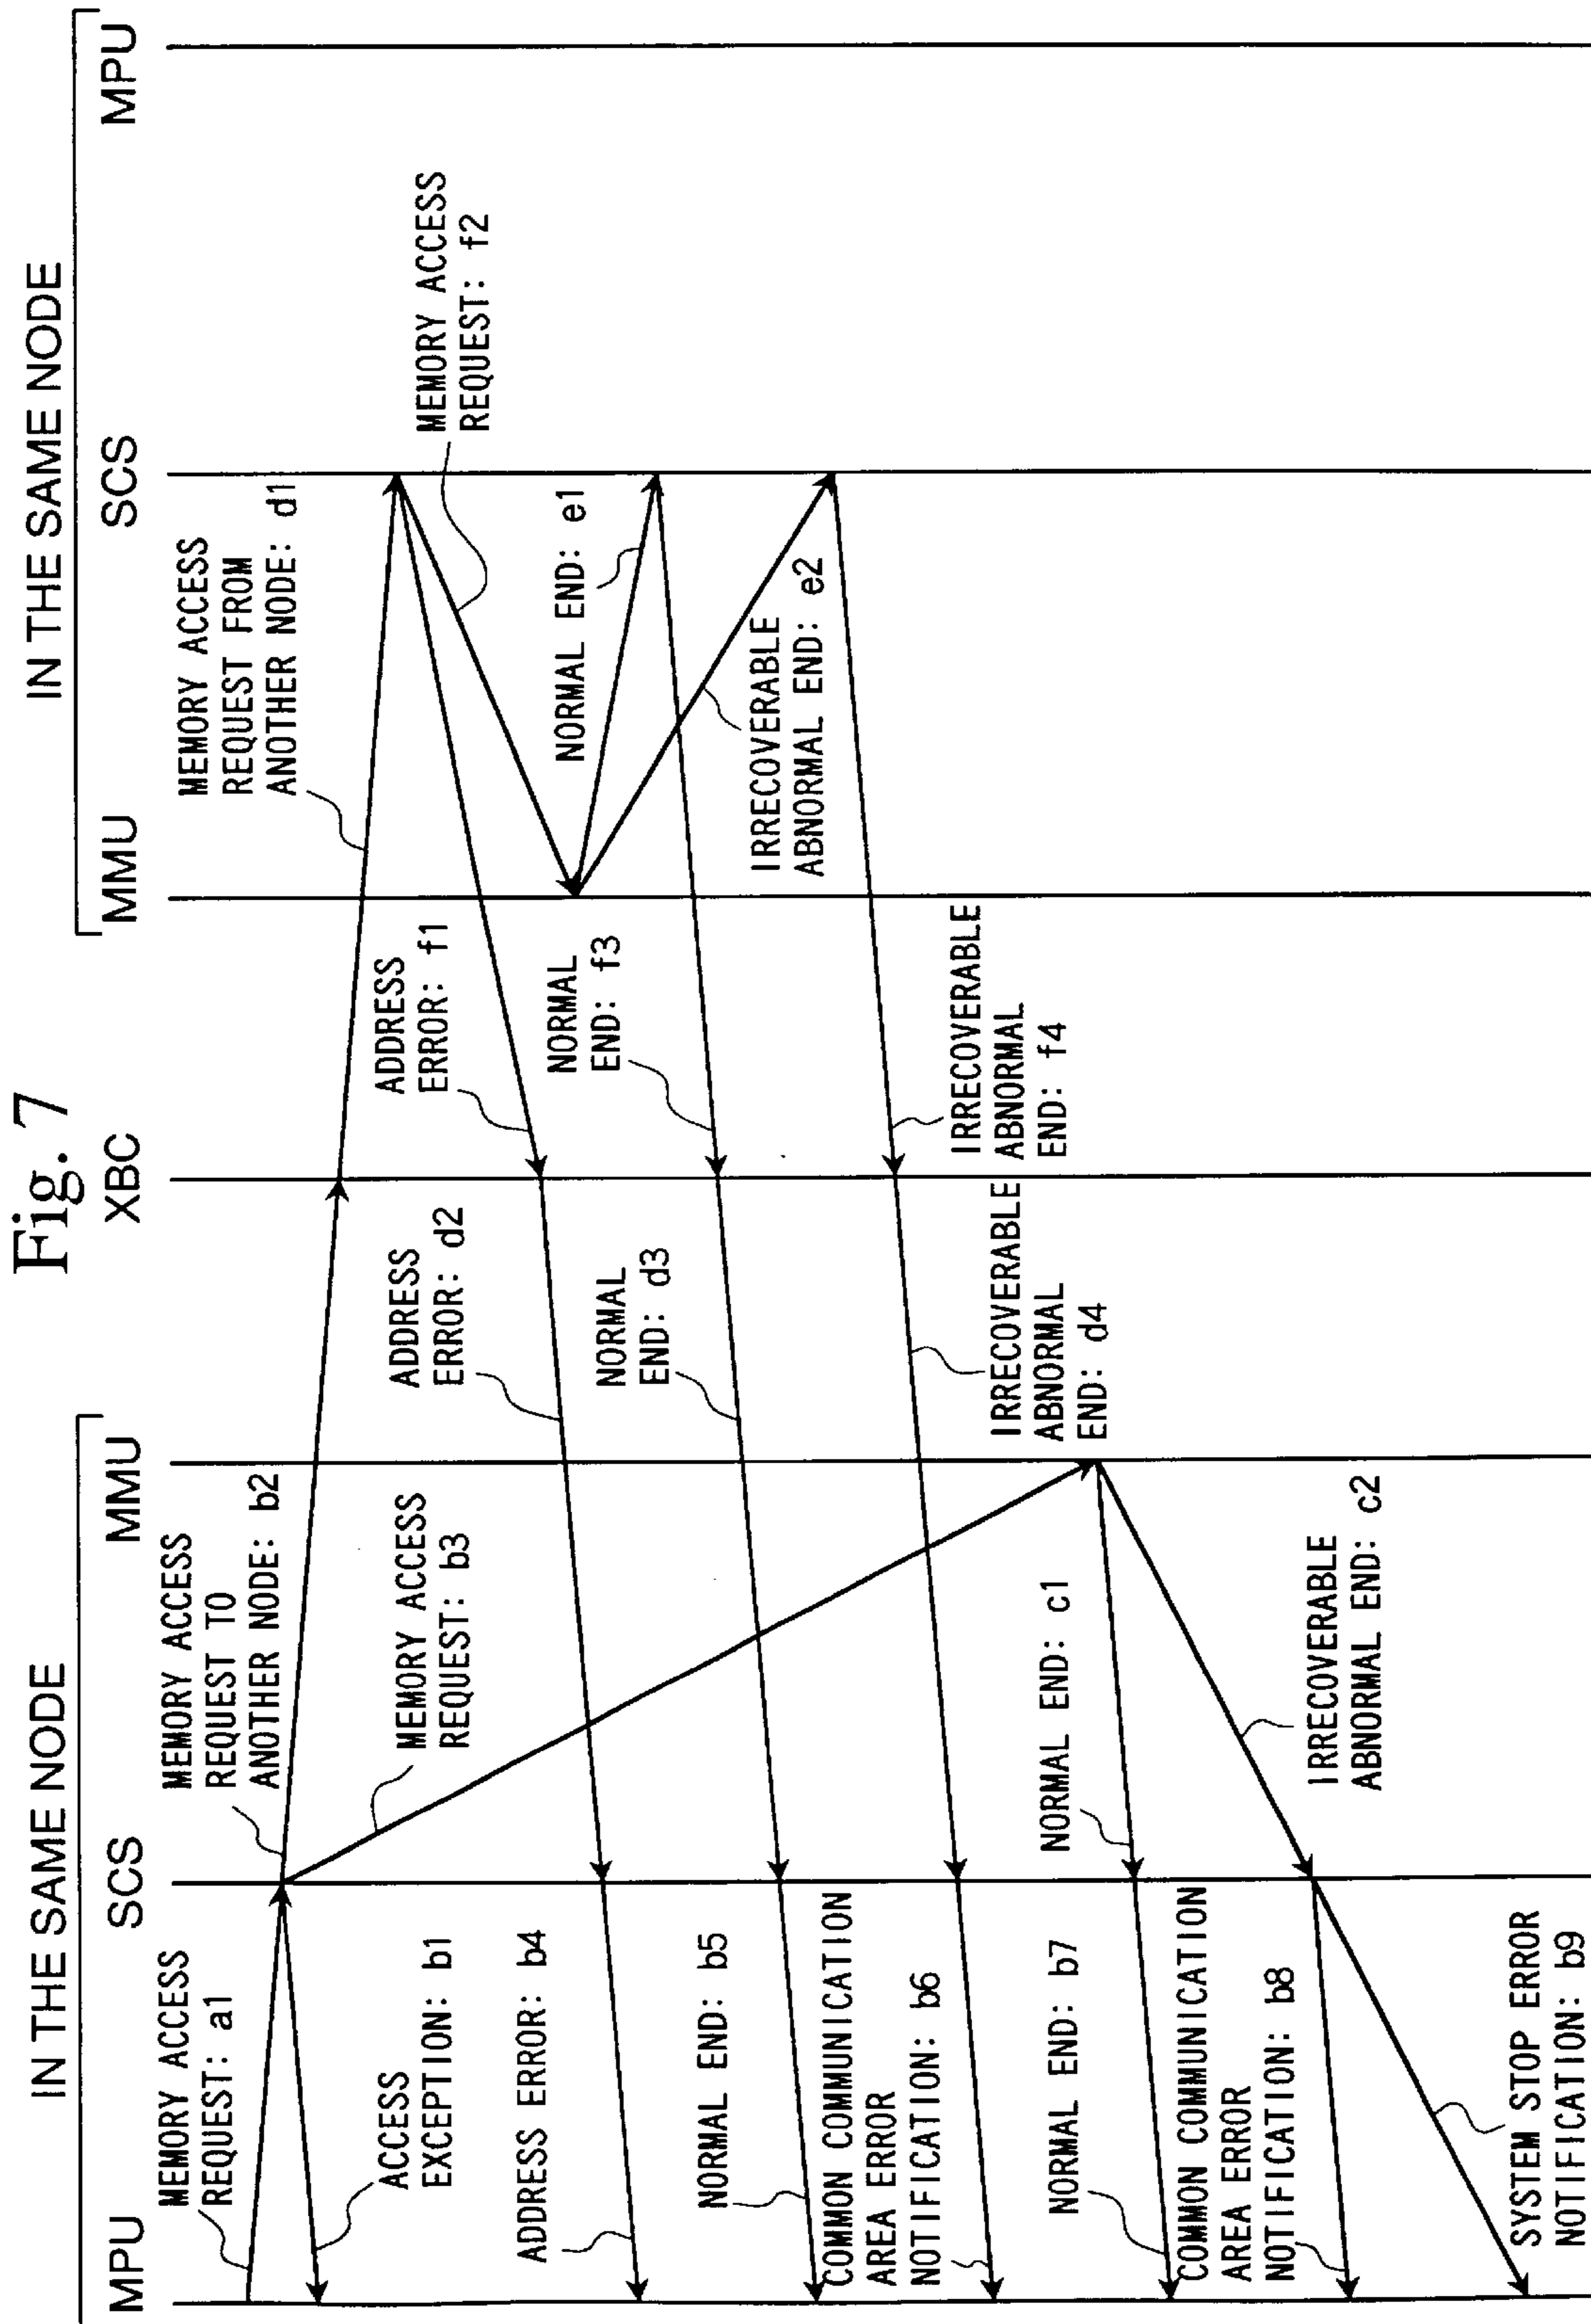 Fig. 7
IN THE SAME NODE
IN THE SAME NODE
MPU
SCS
MMU
XBC
MMU
SCS
MPU
MEMORY ACCESS
REQUEST: a1
ACCESS
EXCEPTION: b1
MEMORY ACCESS
REQUEST TO
ANOTHER NODE: b2
MEMORY ACCESS
REQUEST: b3
MEMORY ACCESS
REQUEST FROM
ANOTHER NODE: d1
MEMORY ACCESS
REQUEST: f2
ADDRESS
ERROR: f1
ADDRESS
ERROR: d2
ADDRESS ERROR: b4
NORMAL END: e1
NORMAL
END: f3
NORMAL
END: d3
NORMAL END: b5
IRRECOVERABLE
ABNORMAL END: e2
IRRECOVERABLE
ABNORMAL
END: f4
IRRECOVERABLE
ABNORMAL
END: d4
COMMON COMMUNICATION
AREA ERROR
NOTIFICATION: b6
NORMAL END: c1
NORMAL END: b7
IRRECOVERABLE
ABNORMAL END: c2
COMMON COMMUNICATION
AREA ERROR
NOTIFICATION: b8
SYSTEM STOP ERROR
NOTIFICATION: b9